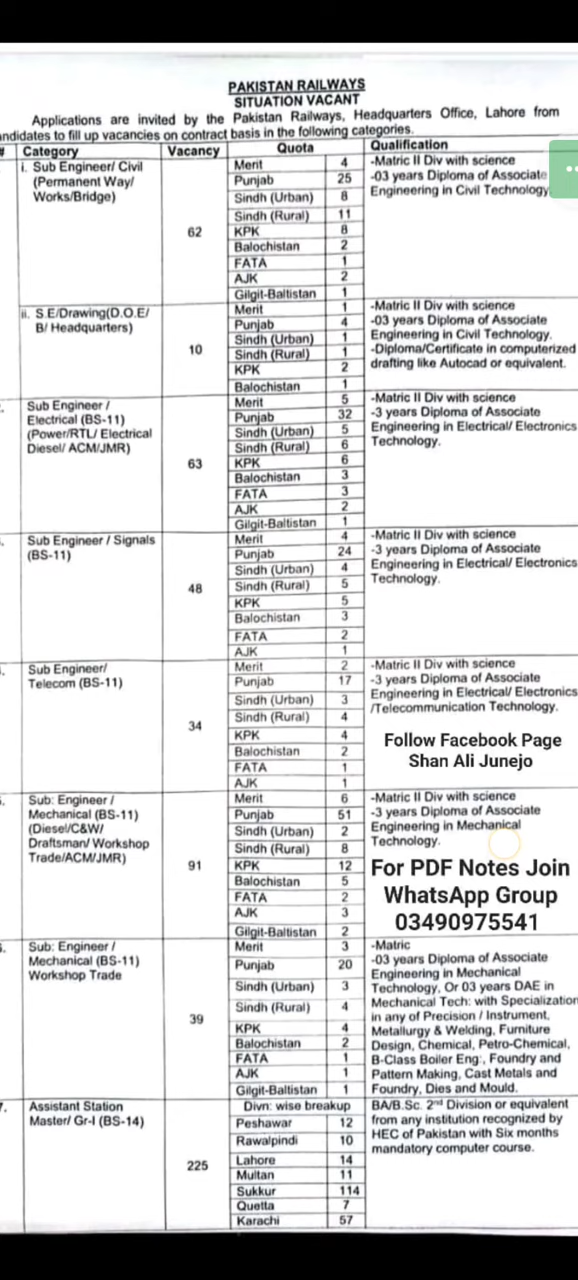 PAKISTAN RAILWAYS
SITUATION VACANT
Applications are invited by the Pakistan Railways, Headquarters Office, Lahore from
ndidates to fill up vacancies on contract basis in the following categories.
# Category Vacancy Quota Qualification
i. Sub Engineer/ Civil
(Permanent Way/
Works/Bridge)
62
Merit 4
Punjab 25
Sindh (Urban) 8
Sindh (Rural) 11
KPK 8
Balochistan 2
FATA 1
AJK 2
Gilgit-Baltistan 1
-Matric II Div with science
-03 years Diploma of Associate
Engineering in Civil Technology.
ii. S.E/Drawing(D.O.E/
B/ Headquarters)
10
Merit 1
Punjab 4
Sindh (Urban) 1
Sindh (Rural) 1
KPK 2
Balochistan 1
-Matric II Div with science
-03 years Diploma of Associate
Engineering in Civil Technology.
-Diploma/Certificate in computerized
drafting like Autocad or equivalent.
Sub Engineer /
Electrical (BS-11)
(Power/RTL/ Electrical
Diesel/ ACM/JMR)
63
Merit 5
Punjab 32
Sindh (Urban) 5
Sindh (Rural) 6
KPK 6
Balochistan 3
FATA 3
AJK 2
Gilgit-Baltistan 1
-Matric II Div with science
-3 years Diploma of Associate
Engineering in Electrical/ Electronics
Technology.
Sub Engineer / Signals
(BS-11)
48
Merit 4
Punjab 24
Sindh (Urban) 4
Sindh (Rural) 5
KPK 5
Balochistan 3
FATA 2
AJK 1
-Matric II Div with science
-3 years Diploma of Associate
Engineering in Electrical/ Electronics
Technology.
Sub Engineer/
Telecom (BS-11)
34
Merit 2
Punjab 17
Sindh (Urban) 3
Sindh (Rural) 4
KPK 4
Balochistan 2
FATA 1
AJK 1
-Matric II Div with science
-3 years Diploma of Associate
Engineering in Electrical/ Electronics
/Telecommunication Technology.
Follow Facebook Page
Shan Ali Junejo
Sub: Engineer /
Mechanical (BS-11)
(Diesel/C&W/
Draftsman/ Workshop
Trade/ACM/JMR)
91
Merit 6
Punjab 51
Sindh (Urban) 2
Sindh (Rural) 8
KPK 12
Balochistan 5
FATA 2
AJK 3
Gilgit-Baltistan 2
-Matric II Div with science
-3 years Diploma of Associate
Engineering in Mechanical
Technology.
For PDF Notes Join
WhatsApp Group
03490975541
Sub: Engineer /
Mechanical (BS-11)
Workshop Trade
39
Merit 3
Punjab 20
Sindh (Urban) 3
Sindh (Rural) 4
KPK 4
Balochistan 2
FATA 1
AJK 1
Gilgit-Baltistan 1
-Matric
-03 years Diploma of Associate
Engineering in Mechanical
Technology, Or 03 years DAE in
Mechanical Tech: with Specialization
in any of Precision / Instrument,
Metallurgy & Welding, Furniture
Design, Chemical, Petro-Chemical,
B-Class Boiler Eng:, Foundry and
Pattern Making, Cast Metals and
Foundry, Dies and Mould.
7. Assistant Station
Master/ Gr-I (BS-14)
225
Divn: wise breakup
Peshawar 12
Rawalpindi 10
Lahore 14
Multan 11
Sukkur 114
Quetta 7
Karachi 57
BA/B.Sc. 2nd Division or equivalent
from any institution recognized by
HEC of Pakistan with Six months
mandatory computer course.